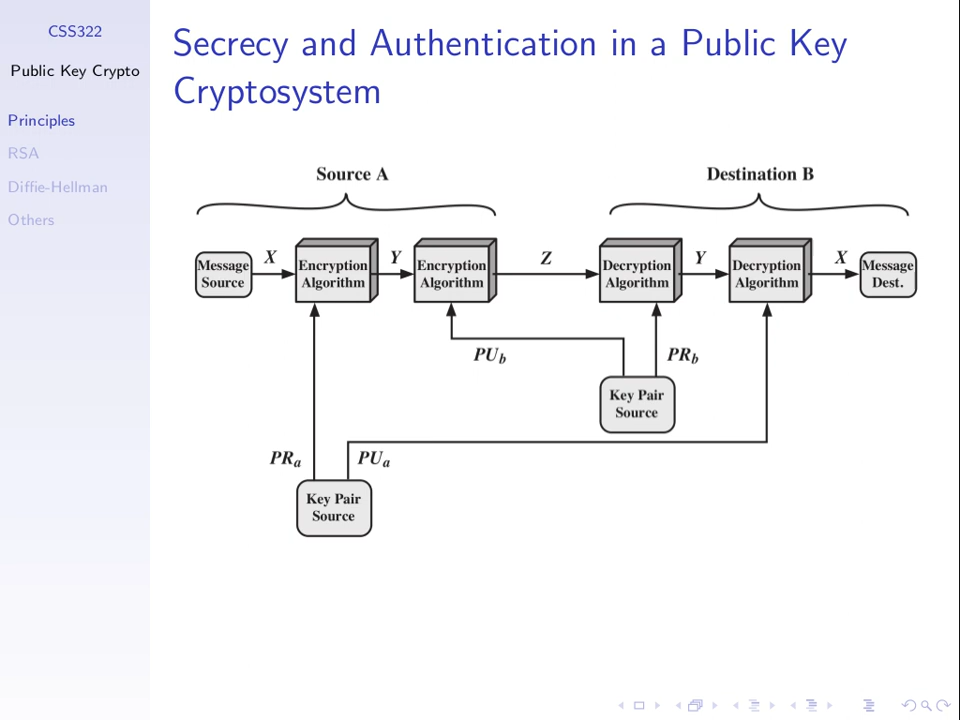 CSS322
Public Key Crypto
Principles
RSA
Diffie-Hellman
Others
Secrecy and Authentication in a Public Key
Cryptosystem
Source A
Destination B
Message
Source
X
Encryption
Algorithm
Y
Encryption
Algorithm
Z
Decryption
Algorithm
Y
Decryption
Algorithm
X
Message
Dest.
PUb
PRb
Key Pair
Source
PRa
PUa
Key Pair
Source